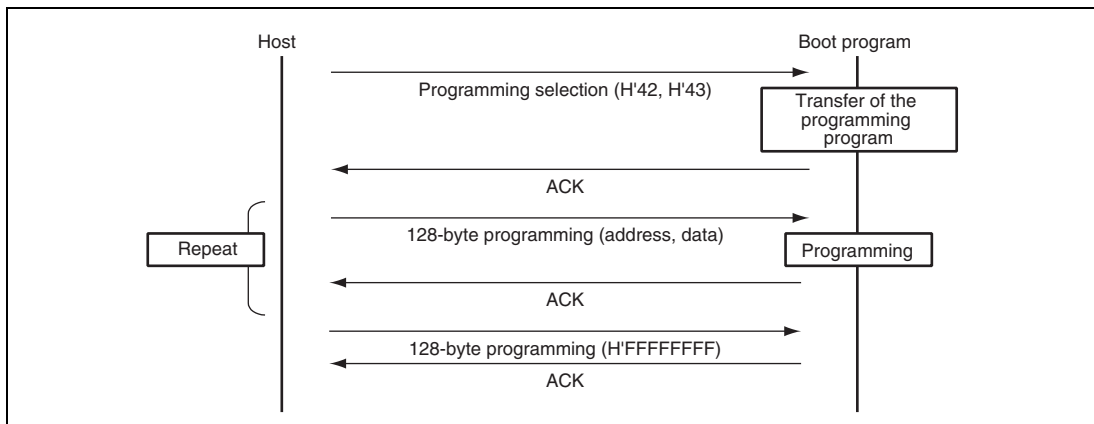 Host
Boot program
Programming selection (H'42, H'43)
Transfer of the
programming
program
ACK
128-byte programming (address, data)
Repeat
Programming
ACK
128-byte programming (H'FFFFFFFF)
ACK